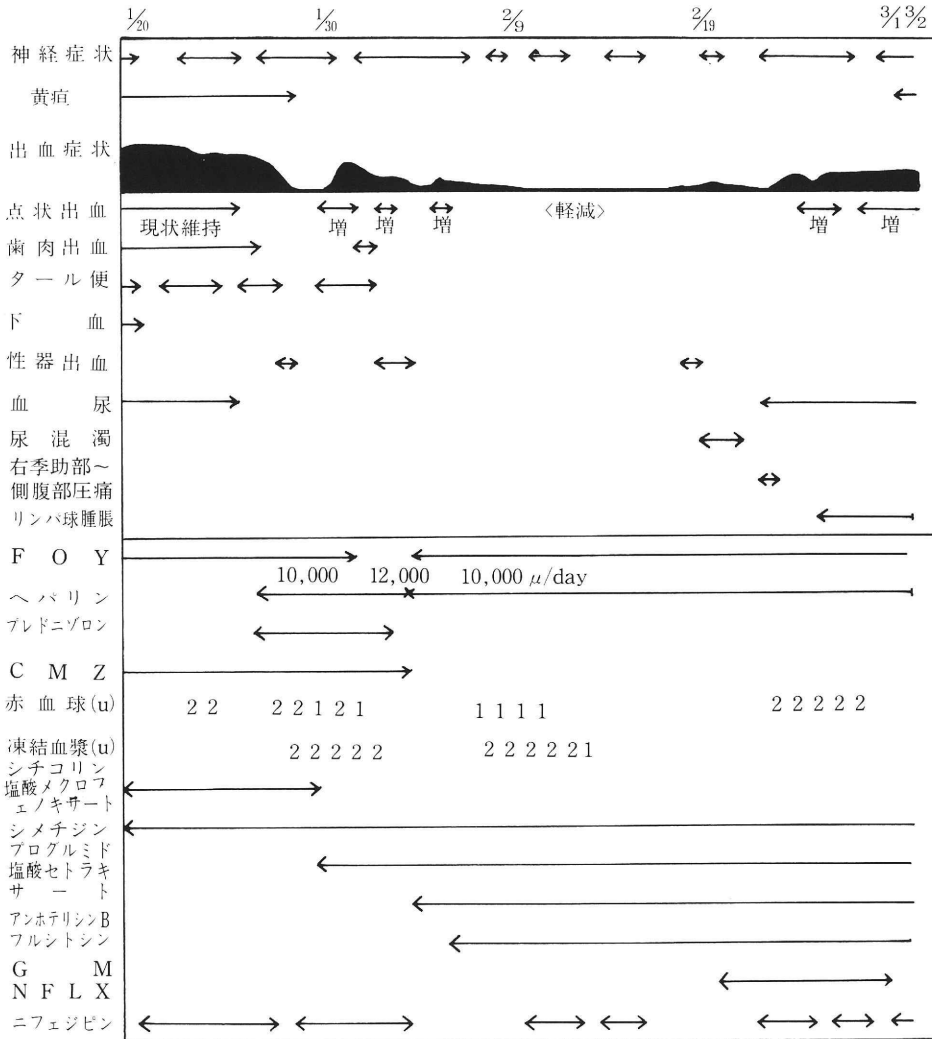 1/20 1/30 2/9 2/19 3/1 3/2
神経症状
黄疸
出血症状
点状出血 現状維持 増 増 増 <軽減> 増 増
歯肉出血
タール便
下血
性器出血
血尿
尿混濁
右季助部～
側腹部圧痛
リンパ球腫脹
FOY
10,000 12,000 10,000 μ/day
ヘパリン
プレドニゾロン
CMZ
赤血球(u) 2 2 2 2 1 2 1 1 1 1 1 2 2 2 2 2
凍結血漿(u) 2 2 2 2 2 2 2 2 2 2 1
シチコリン
塩酸メクロフ
ェノキサート
シメチジン
プログルミド
塩酸セトラキ
サート
アンホテリシンB
フルシトシン
GM
NFLX
ニフェジピン